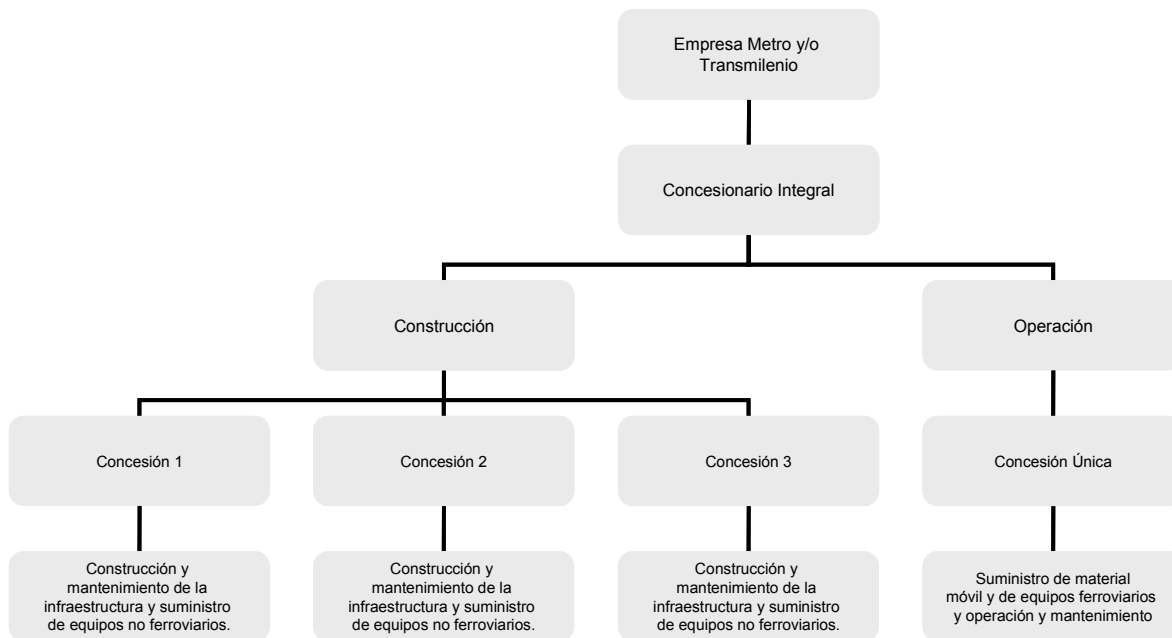 Empresa Metro y/o
Transmilenio
Concesionario Integral
Construcción
Operación
Concesión 1
Concesión 2
Concesión 3
Concesión Única
Construcción y
mantenimiento de la
infraestructura y suministro
de equipos no ferroviarios.
Construcción y
mantenimiento de la
infraestructura y suministro
de equipos no ferroviarios.
Construcción y
mantenimiento de la
infraestructura y suministro
de equipos no ferroviarios.
Suministro de material
móvil y de equipos ferroviarios
y operación y mantenimiento